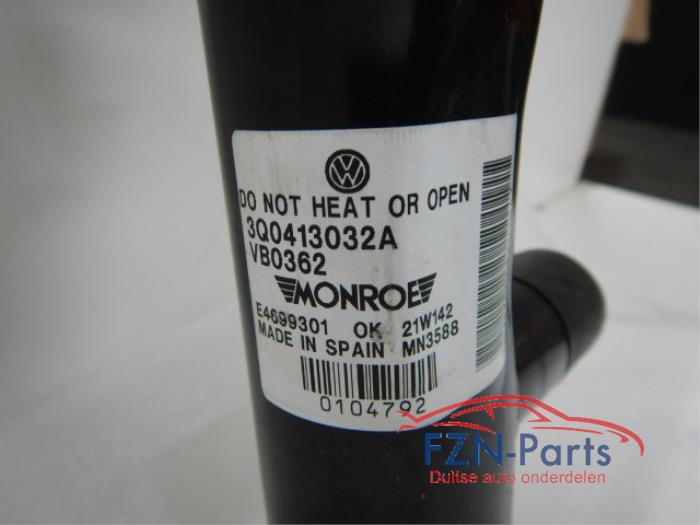 VW
DO NOT HEAT OR OPEN
3Q0413032A
VB0362
MONROE
E4699301 OK 21W142
MADE IN SPAIN MN3588
0104792
FZN-Parts
Duitse auto onderdelen